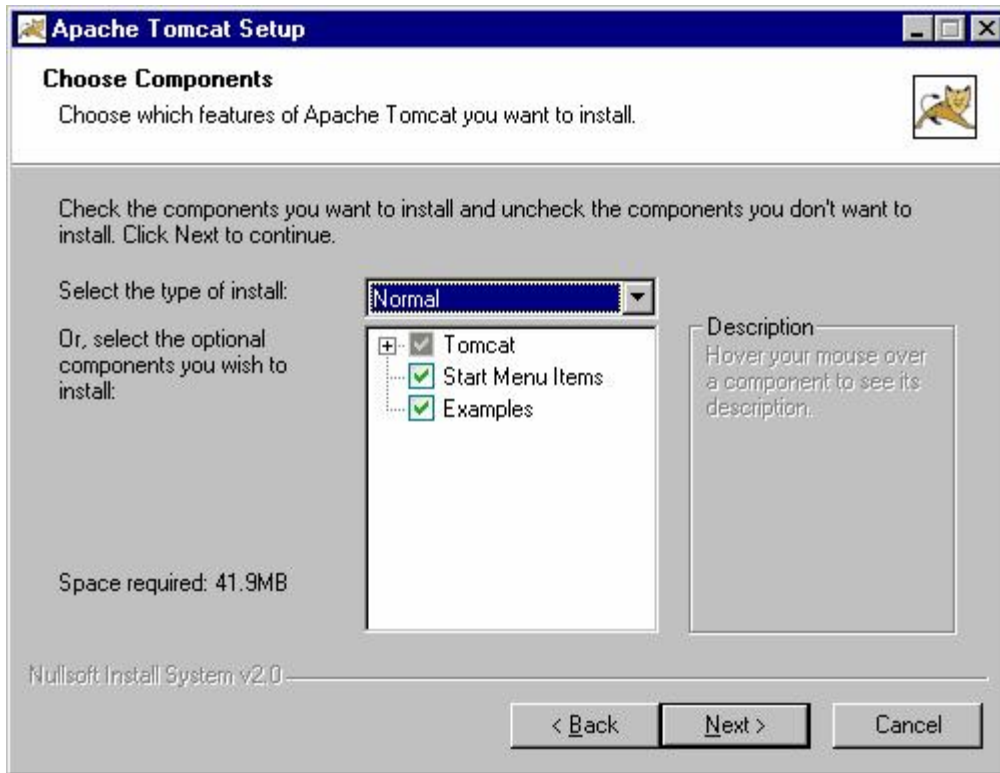 Apache Tomcat Setup
Choose Components
Choose which features of Apache Tomcat you want to install.
Check the components you want to install and uncheck the components you don't want to
install. Click Next to continue.
Select the type of install:
Normal
Or, select the optional
components you wish to
install:
Tomcat
Start Menu Items
Examples
Description
Hover your mouse over
a component to see its
description.
Space required: 41.9MB
Nullsoft Install System v2.0
< Back
Next >
Cancel